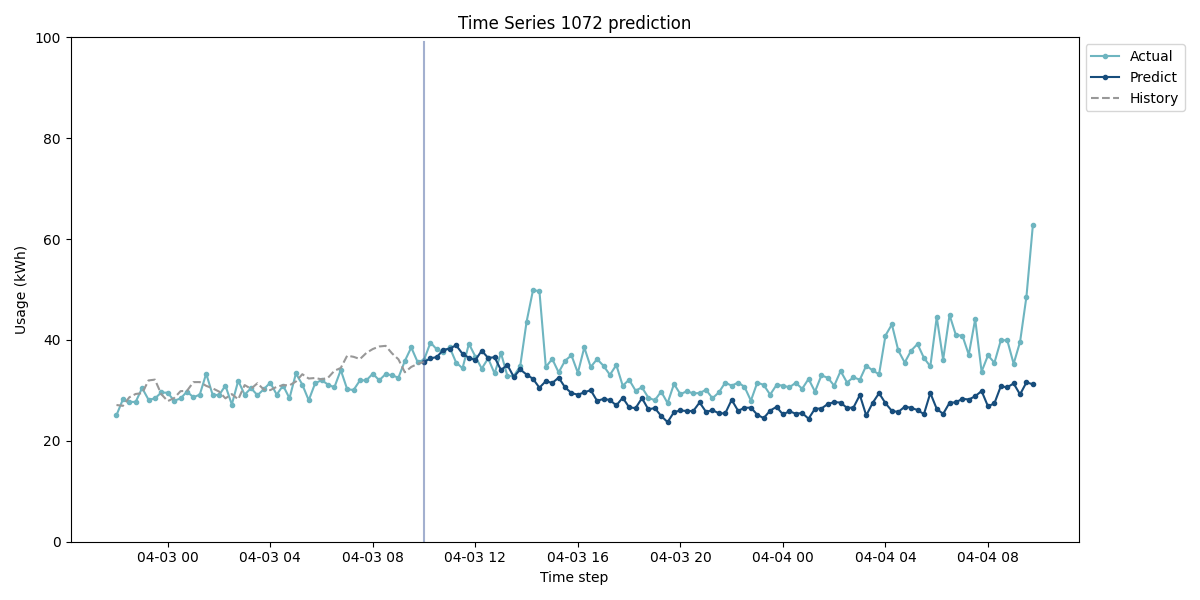 Time Series 1072 prediction
Actual
Predict
History
Usage (kWh)
100
80
60
40
20
0
04-03 00 04-03 04 04-03 08 04-03 12 04-03 16 04-03 20 04-04 00 04-04 04 04-04 08
Time step